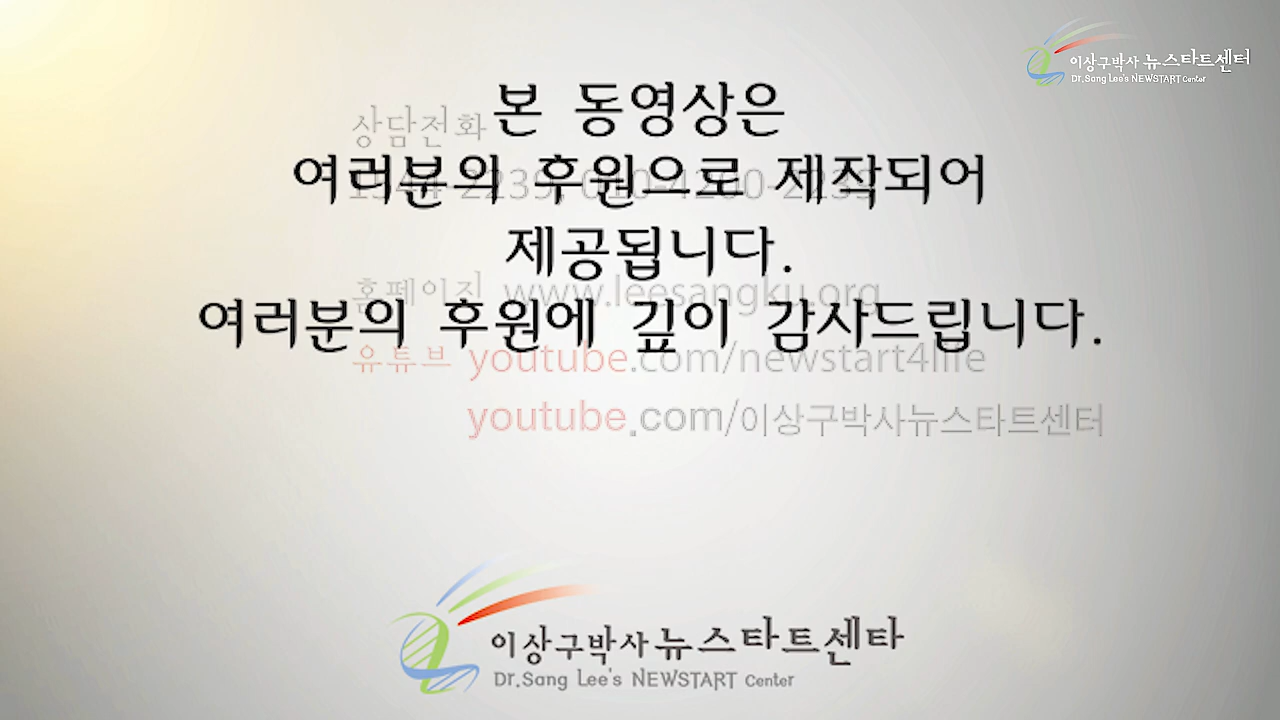 이상구박사 뉴스타트센터
Dr.Sang Lee's NEWSTART Center
본 동영상은
상담전화
여러분의 후원으로 제작되어
1544-2239, 010-4200-2239
제공됩니다.
홈페이지 www.leesangku.org
여러분의 후원에 깊이 감사드립니다.
유튜브 youtube.com/newstart4life
youtube.com/이상구박사뉴스타트센터
이상구박사 뉴스타트센타
Dr.Sang Lee's NEWSTART Center